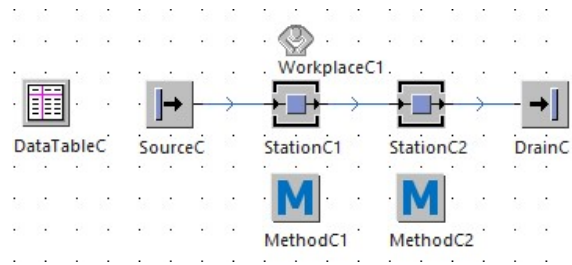 WorkplaceC1
DataTableC SourceC StationC1 StationC2 DrainC
M M
MethodC1 MethodC2